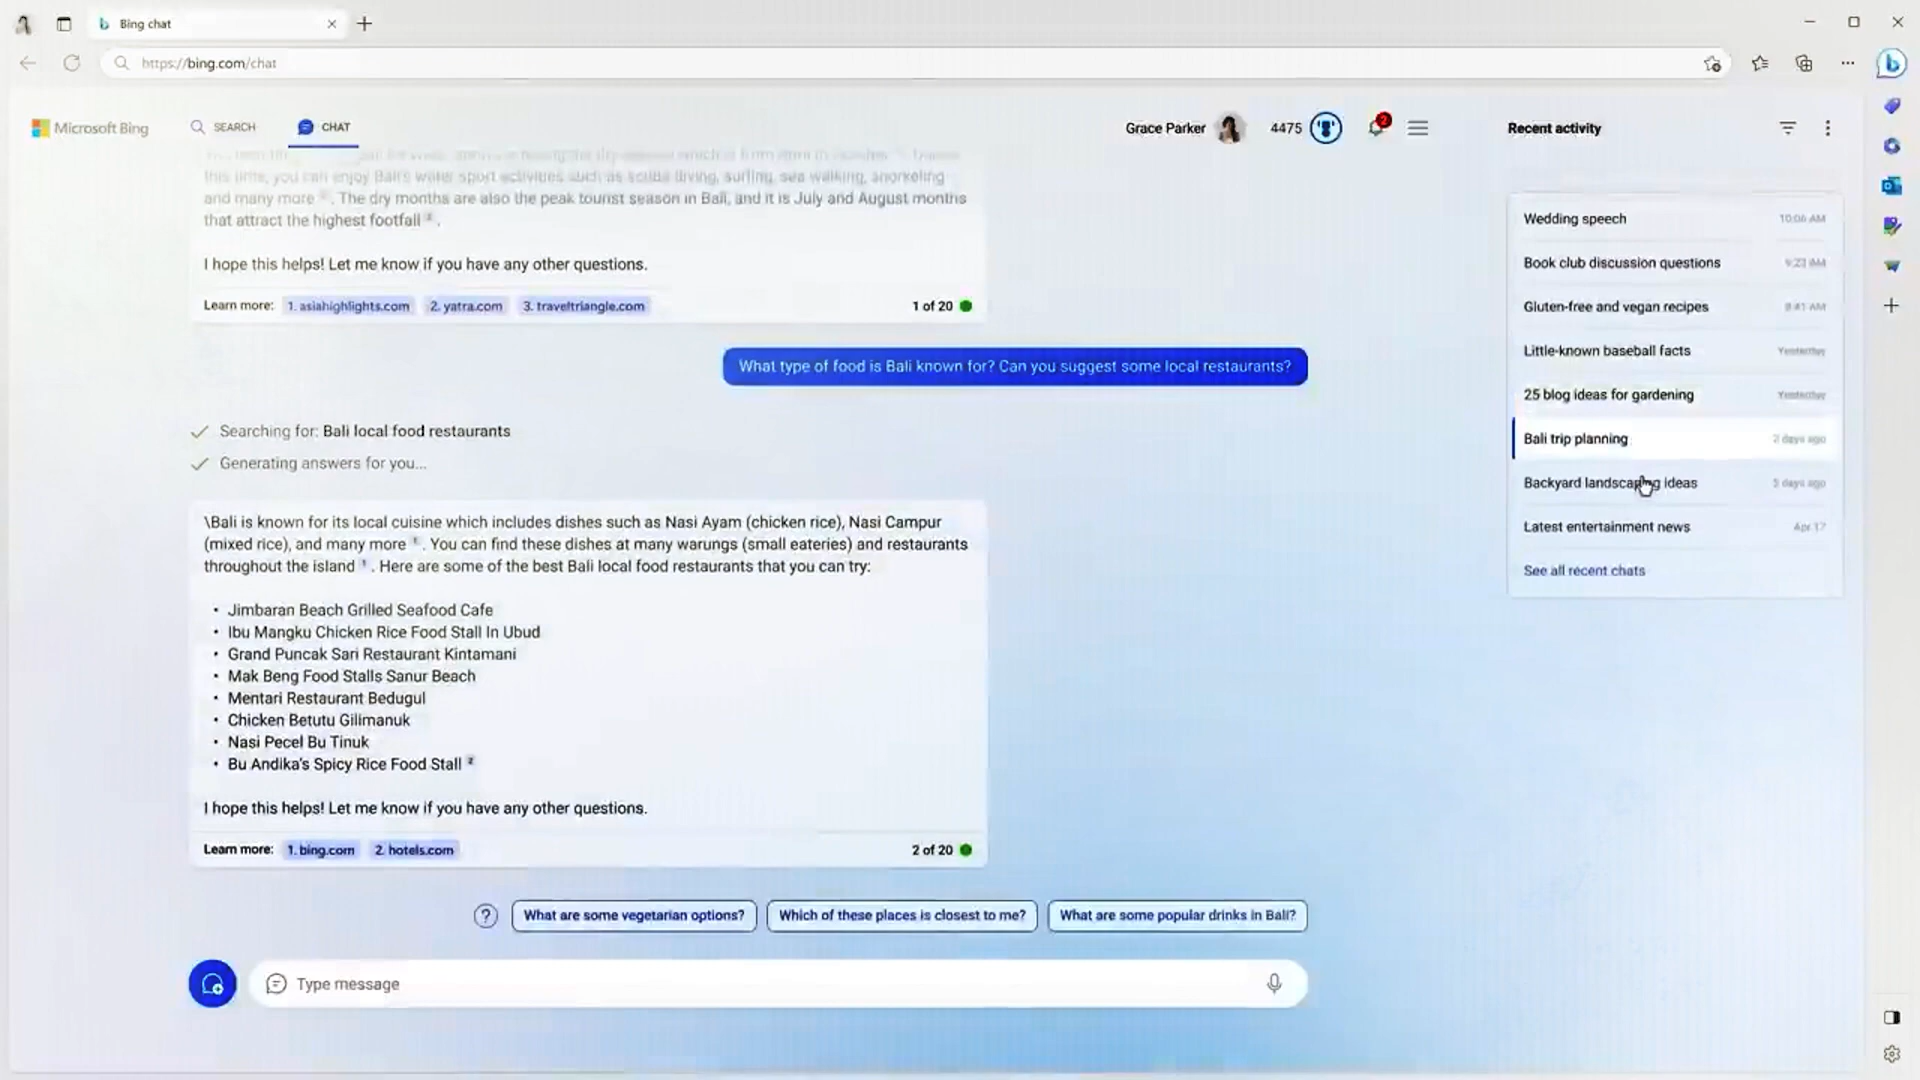 Bing chat
https://bing.com/chat
Microsoft Bing
SEARCH
CHAT
Grace Parker
4475
2
this time, you can enjoy Bali's water sport activities such as scuba diving, surfing, sea walking, snorkeling
and many more. The dry months are also the peak tourist season in Bali, and it is July and August months
that attract the highest footfall 2.
I hope this helps! Let me know if you have any other questions.
Learn more: 1. asiahighlights.com 2. yatra.com 3. traveltriangle.com 1 of 20
What type of food is Bali known for? Can you suggest some local restaurants?
Searching for: Bali local food restaurants
Generating answers for you...
\Bali is known for its local cuisine which includes dishes such as Nasi Ayam (chicken rice), Nasi Campur
(mixed rice), and many more 1. You can find these dishes at many warungs (small eateries) and restaurants
throughout the island 1. Here are some of the best Bali local food restaurants that you can try:
• Jimbaran Beach Grilled Seafood Cafe
• Ibu Mangku Chicken Rice Food Stall In Ubud
• Grand Puncak Sari Restaurant Kintamani
• Mak Beng Food Stalls Sanur Beach
• Mentari Restaurant Bedugul
• Chicken Betutu Gilimanuk
• Nasi Pecel Bu Tinuk
• Bu Andika's Spicy Rice Food Stall 2
I hope this helps! Let me know if you have any other questions.
Learn more: 1. bing.com 2. hotels.com 2 of 20
What are some vegetarian options?
Which of these places is closest to me?
What are some popular drinks in Bali?
Type message
Recent activity
Wedding speech 10:06 AM
Book club discussion questions 9:23 AM
Gluten-free and vegan recipes 8:41 AM
Little-known baseball facts Yesterday
25 blog ideas for gardening Yesterday
Bali trip planning 2 days ago
Backyard landscaping ideas 5 days ago
Latest entertainment news Apr 17
See all recent chats